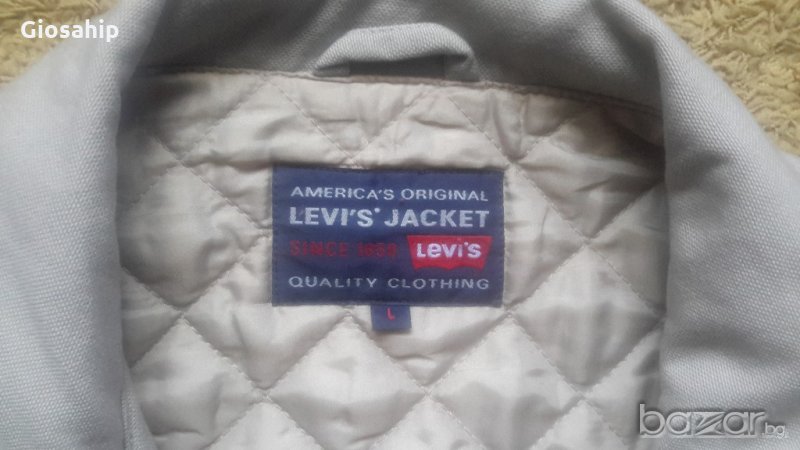 Giosahip
AMERICA'S ORIGINAL
LEVI'S® JACKET
SINCE 1853 Levi's
QUALITY CLOTHING
L
bazar.bg